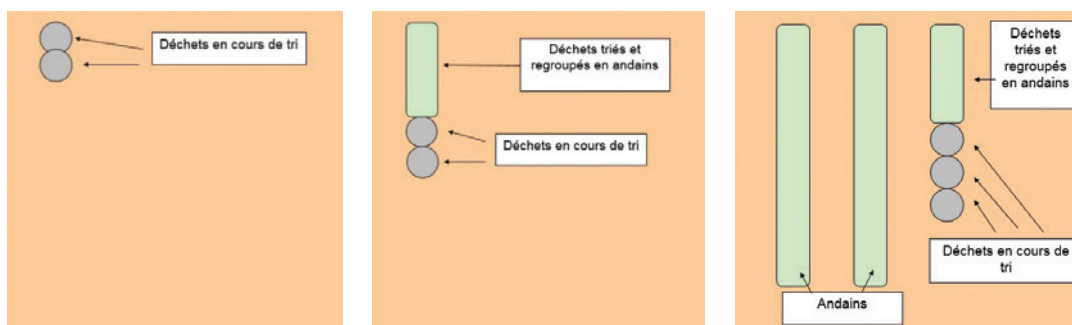 Déchets en cours de tri
Déchets triés et
regroupés en andains
Déchets en cours de tri
Déchets
triés et
regroupés
en andains
Déchets en cours de
tri
Andains